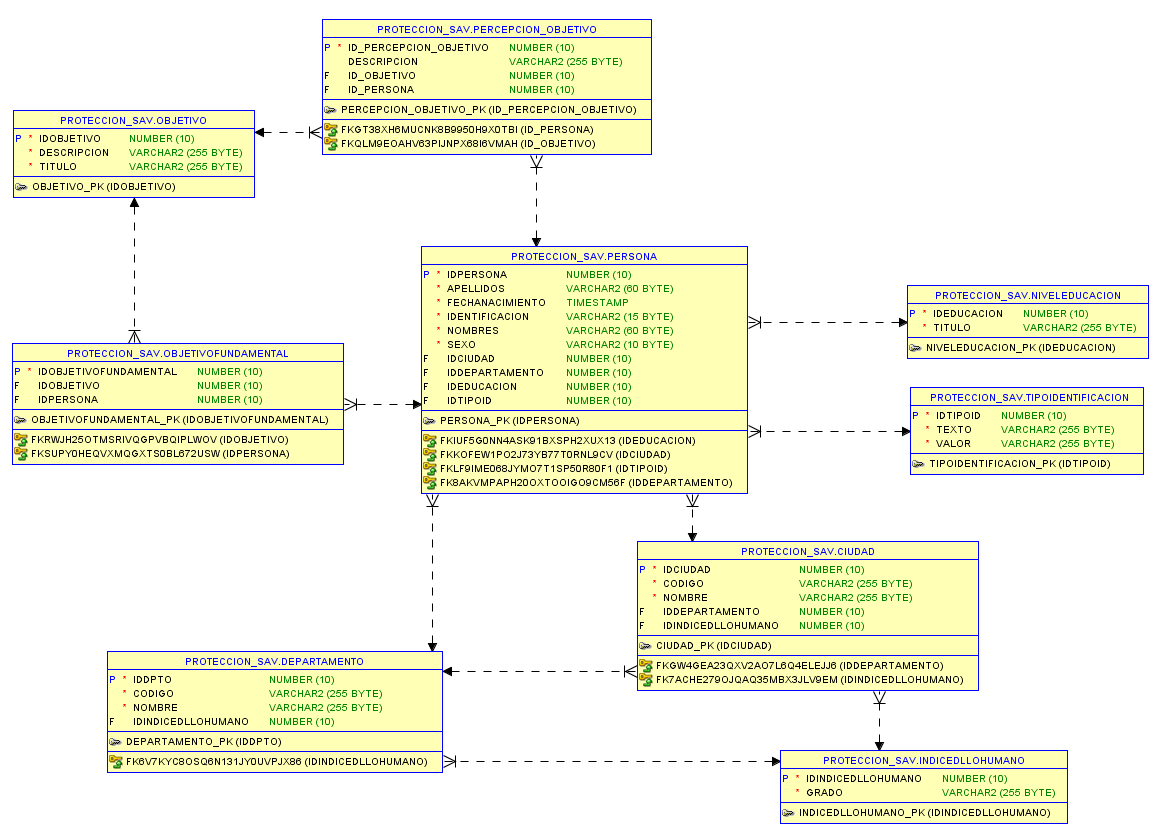 PROTECCION_SAV.PERCEPCION_OBJETIVO
P * ID_PERCEPCION_OBJETIVO NUMBER (10)
DESCRIPCION VARCHAR2 (255 BYTE)
F ID_OBJETIVO NUMBER (10)
F ID_PERSONA NUMBER (10)
PERCEPCION_OBJETIVO_PK (ID_PERCEPCION_OBJETIVO)
FKGT38XH6MUCNK8B9950H9X0TBI (ID_PERSONA)
FKQLM9EOAHV63PIJNPX68I6VMAH (ID_OBJETIVO)
PROTECCION_SAV.OBJETIVO
P * IDOBJETIVO NUMBER (10)
* DESCRIPCION VARCHAR2 (255 BYTE)
* TITULO VARCHAR2 (255 BYTE)
OBJETIVO_PK (IDOBJETIVO)
PROTECCION_SAV.PERSONA
P * IDPERSONA NUMBER (10)
* APELLIDOS VARCHAR2 (60 BYTE)
* FECHANACIMIENTO TIMESTAMP
* IDENTIFICACION VARCHAR2 (15 BYTE)
* NOMBRES VARCHAR2 (60 BYTE)
* SEXO VARCHAR2 (10 BYTE)
F IDCIUDAD NUMBER (10)
F IDDEPARTAMENTO NUMBER (10)
F IDEDUCACION NUMBER (10)
F IDTIPOID NUMBER (10)
PERSONA_PK (IDPERSONA)
FKIUF5G0NN4ASK91BXSPH2XUX13 (IDEDUCACION)
FKKOFEW1PO2J73YB77T0RNL9CV (IDCIUDAD)
FKLF9IME068JYMO7T1SP50R80F1 (IDTIPOID)
FK8AKVMPAPH20OXTOOIGO9CM56F (IDDEPARTAMENTO)
PROTECCION_SAV.NIVELEDUCACION
P * IDEDUCACION NUMBER (10)
* TITULO VARCHAR2 (255 BYTE)
NIVELEDUCACION_PK (IDEDUCACION)
PROTECCION_SAV.OBJETIVOFUNDAMENTAL
P * IDOBJETIVOFUNDAMENTAL NUMBER (10)
F IDOBJETIVO NUMBER (10)
F IDPERSONA NUMBER (10)
OBJETIVOFUNDAMENTAL_PK (IDOBJETIVOFUNDAMENTAL)
FKRWJH25OTMSRIVQGPVBQIPLWOV (IDOBJETIVO)
FKSUPY0HEQVXMQGXTS0BL672USW (IDPERSONA)
PROTECCION_SAV.TIPOIDENTIFICACION
P * IDTIPOID NUMBER (10)
* TEXTO VARCHAR2 (255 BYTE)
* VALOR VARCHAR2 (255 BYTE)
TIPOIDENTIFICACION_PK (IDTIPOID)
PROTECCION_SAV.CIUDAD
P * IDCIUDAD NUMBER (10)
* CODIGO VARCHAR2 (255 BYTE)
* NOMBRE VARCHAR2 (255 BYTE)
F IDDEPARTAMENTO NUMBER (10)
F IDINDICEDLLOHUMANO NUMBER (10)
CIUDAD_PK (IDCIUDAD)
FKGW4GEA23QXV2AO7L6Q4ELEJJ6 (IDDEPARTAMENTO)
FK7ACHE279OJQAQ35MBX3JLV9EM (IDINDICEDLLOHUMANO)
PROTECCION_SAV.DEPARTAMENTO
P * IDDPTO NUMBER (10)
* CODIGO VARCHAR2 (255 BYTE)
* NOMBRE VARCHAR2 (255 BYTE)
F IDINDICEDLLOHUMANO NUMBER (10)
DEPARTAMENTO_PK (IDDPTO)
FK6V7KYC8OSQ6N131JY0UVPJX86 (IDINDICEDLLOHUMANO)
PROTECCION_SAV.INDICEDLLOHUMANO
P * IDINDICEDLLOHUMANO NUMBER (10)
* GRADO VARCHAR2 (255 BYTE)
INDICEDLLOHUMANO_PK (IDINDICEDLLOHUMANO)